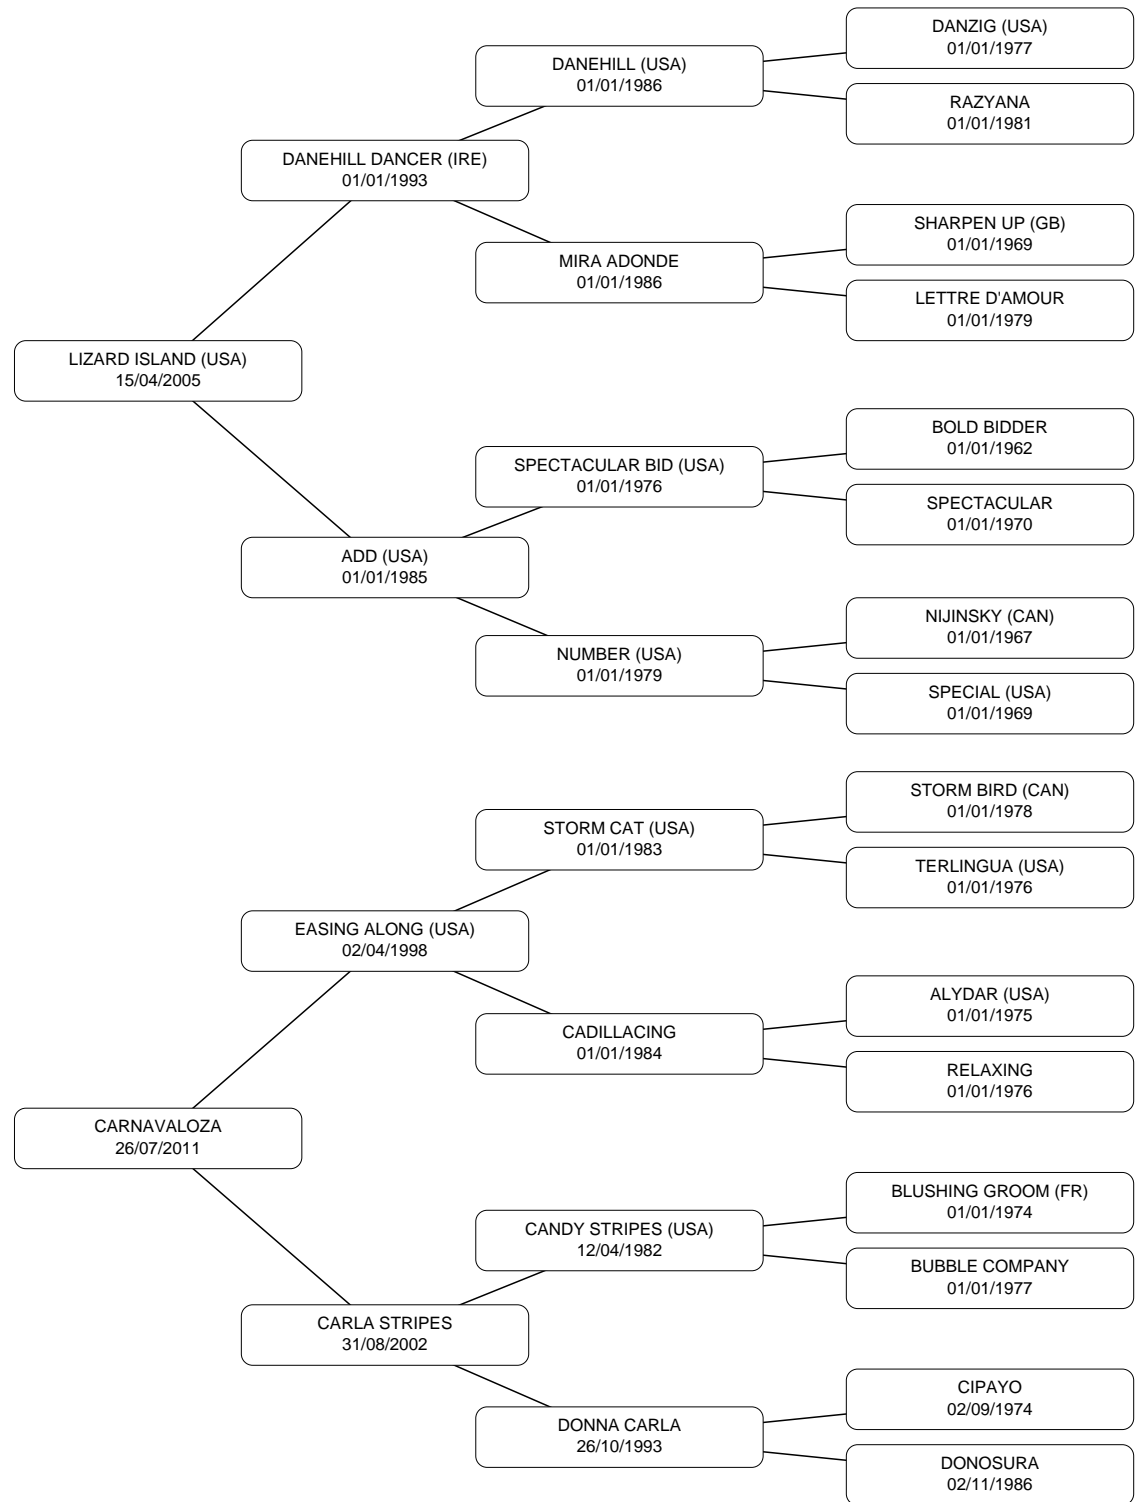 DANZIG (USA)
01/01/1977
DANEHILL (USA)
01/01/1986
RAZYANA
01/01/1981
DANEHILL DANCER (IRE)
01/01/1993
SHARPEN UP (GB)
01/01/1969
MIRA ADONDE
01/01/1986
LETTRE D'AMOUR
01/01/1979
LIZARD ISLAND (USA)
15/04/2005
BOLD BIDDER
01/01/1962
SPECTACULAR BID (USA)
01/01/1976
SPECTACULAR
01/01/1970
ADD (USA)
01/01/1985
NIJINSKY (CAN)
01/01/1967
NUMBER (USA)
01/01/1979
SPECIAL (USA)
01/01/1969
STORM BIRD (CAN)
01/01/1978
STORM CAT (USA)
01/01/1983
TERLINGUA (USA)
01/01/1976
EASING ALONG (USA)
02/04/1998
ALYDAR (USA)
01/01/1975
CADILLACING
01/01/1984
RELAXING
01/01/1976
CARNAVALOZA
26/07/2011
BLUSHING GROOM (FR)
01/01/1974
CANDY STRIPES (USA)
12/04/1982
BUBBLE COMPANY
01/01/1977
CARLA STRIPES
31/08/2002
CIPAYO
02/09/1974
DONNA CARLA
26/10/1993
DONOSURA
02/11/1986